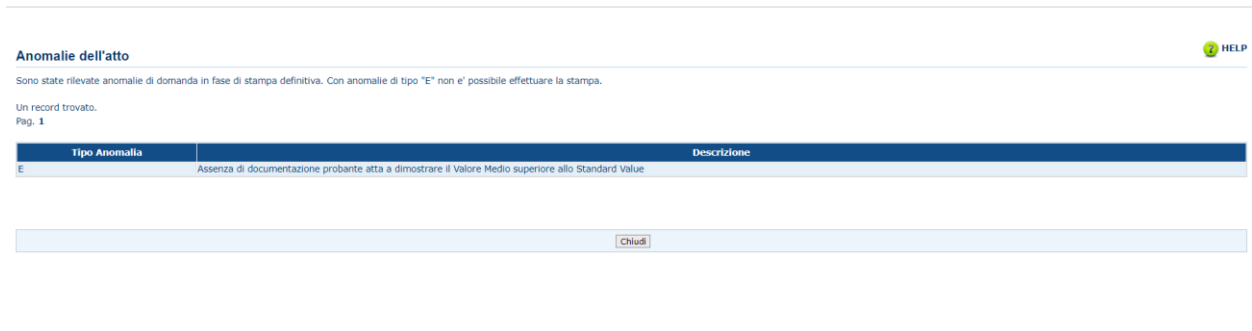 HELP
Anomalie dell'atto
Sono state rilevate anomalie di domanda in fase di stampa definitiva. Con anomalie di tipo "E" non e' possibile effettuare la stampa.
Un record trovato.
Pag. 1
Tipo Anomalia Descrizione
E Assenza di documentazione probante atta a dimostrare il Valore Medio superiore allo Standard Value
Chiudi